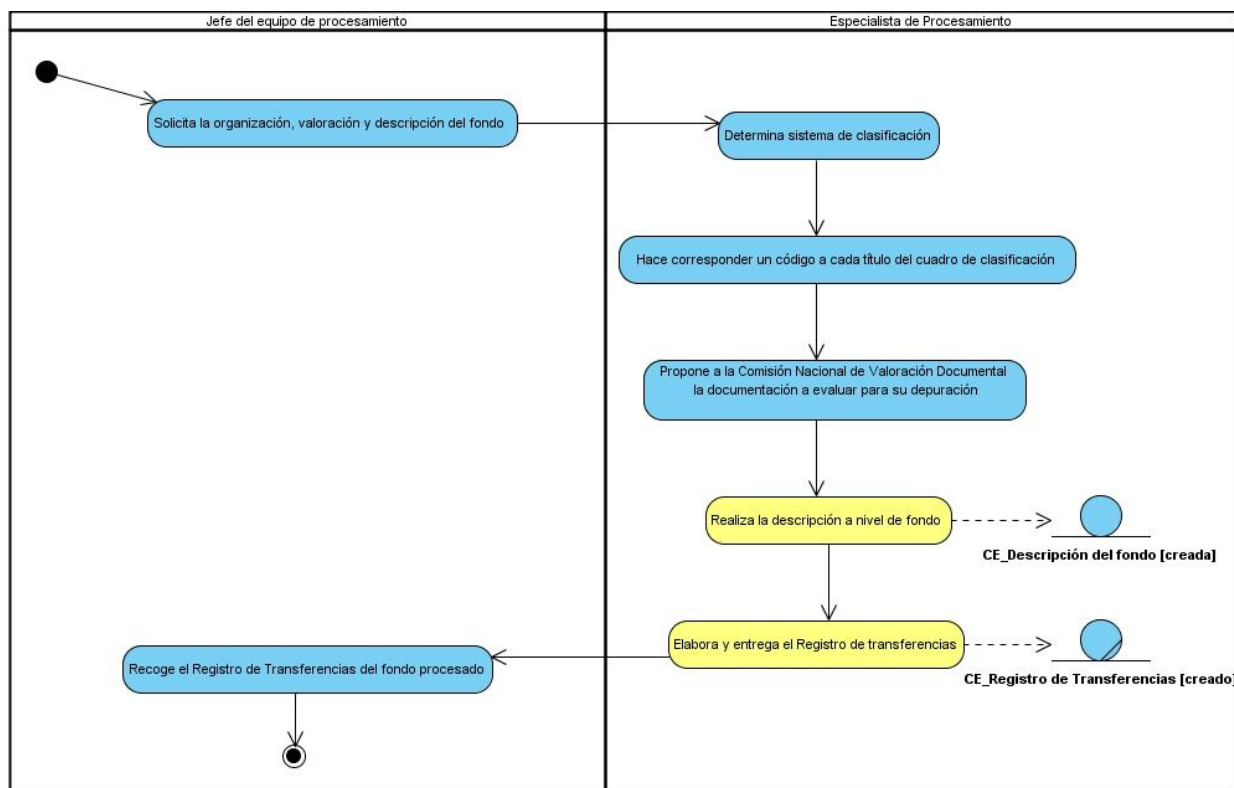 Jefe del equipo de procesamiento
Especialista de Procesamiento
Solicita la organización, valoración y descripción del fondo
Determina sistema de clasificación
Hace corresponder un código a cada título del cuadro de clasificación
Propone a la Comisión Nacional de Valoración Documental
la documentación a evaluar para su depuración
Realiza la descripción a nivel de fondo
CE_Descripción del fondo [creada]
Elabora y entrega el Registro de transferencias
CE_Registro de Transferencias [creado]
Recoge el Registro de Transferencias del fondo procesado